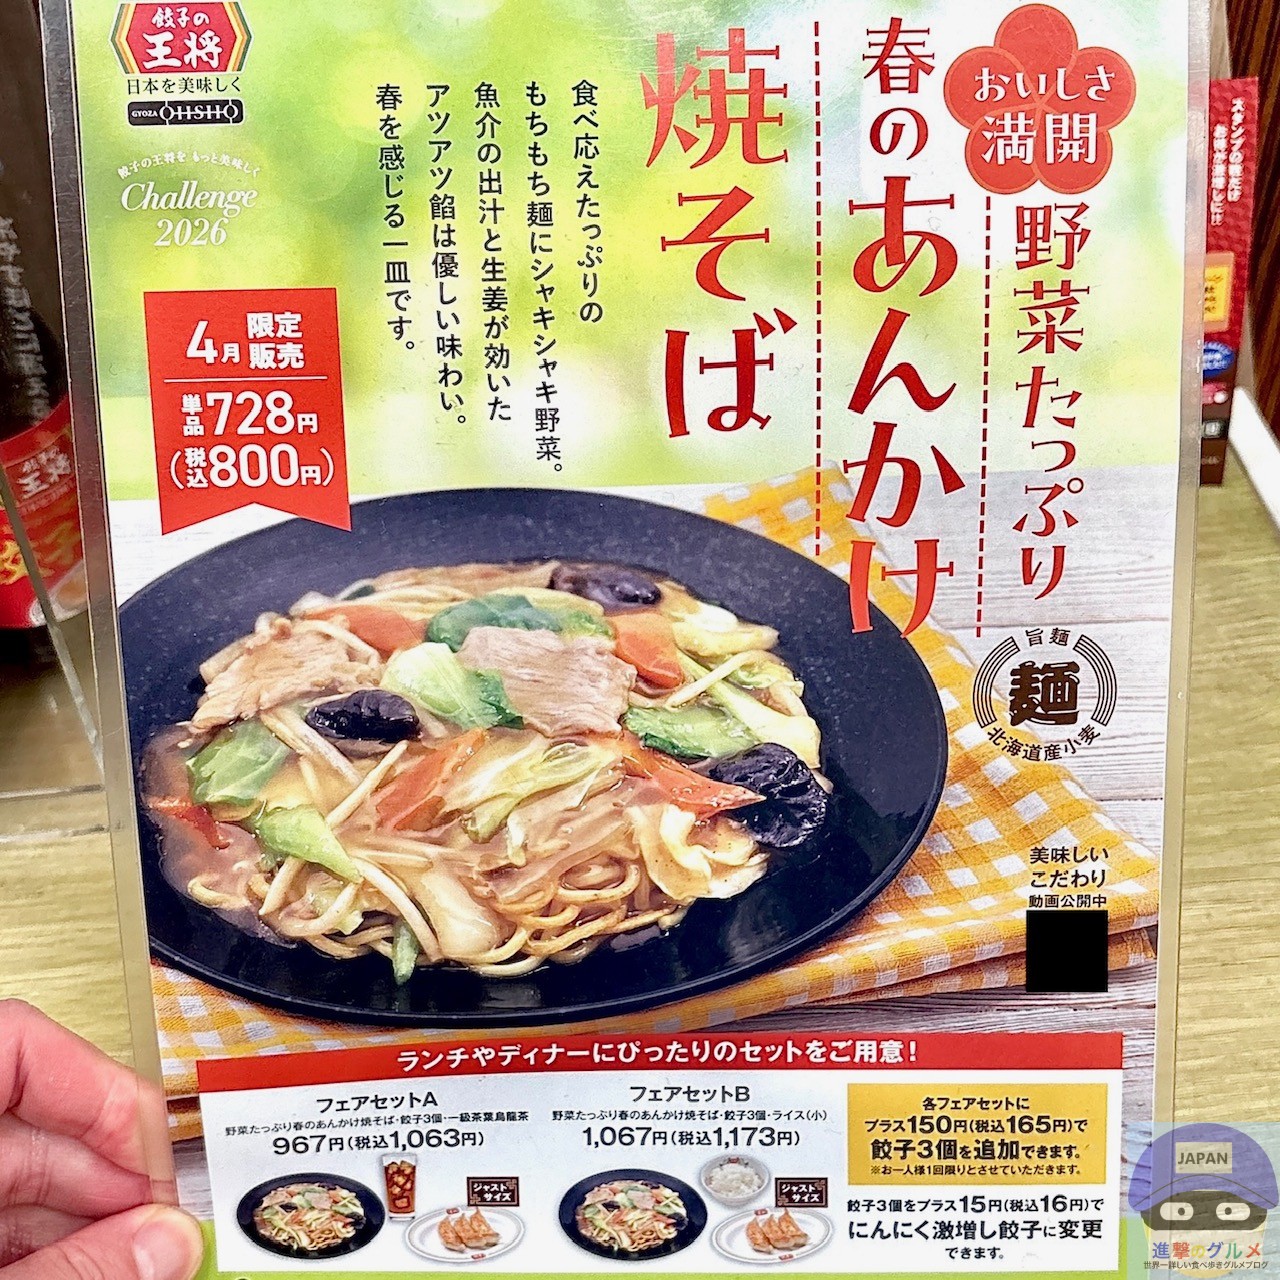 餃子の
王将
日本を美味しく
GYOZA OHSHO
餃子の王将を もっと美味しく
Challenge
2026
おいしさ
満開
野菜たっぷり
春のあんかけ
焼そば
食べ応えたっぷりの
もちもち麺にシャキシャキ野菜。
魚介の出汁と生姜が効いた
アツアツ餡は優しい味わい。
春を感じる一皿です。
4月 限定販売
単品728円
(税込800円)
旨麺
麺
北海道産小麦
美味しい
こだわり
動画公開中
ランチやディナーにぴったりのセットをご用意!
フェアセットA
野菜たっぷり春のあんかけ焼そば・餃子3個・一級茶葉烏龍茶
967円(税込1,063円)
ジャスト
サイズ
フェアセットB
野菜たっぷり春のあんかけ焼そば・餃子3個・ライス(小)
1,067円(税込1,173円)
ジャスト
サイズ
各フェアセットに
プラス150円(税込165円)で
餃子3個を追加できます。
※お一人様1回限りとさせていただきます。
餃子3個をプラス15円(税込16円)で
にんにく激増し餃子に変更
できます。
王将
JAPAN
進撃のグルメ
世界一詳しい食べ歩きグルメブログ